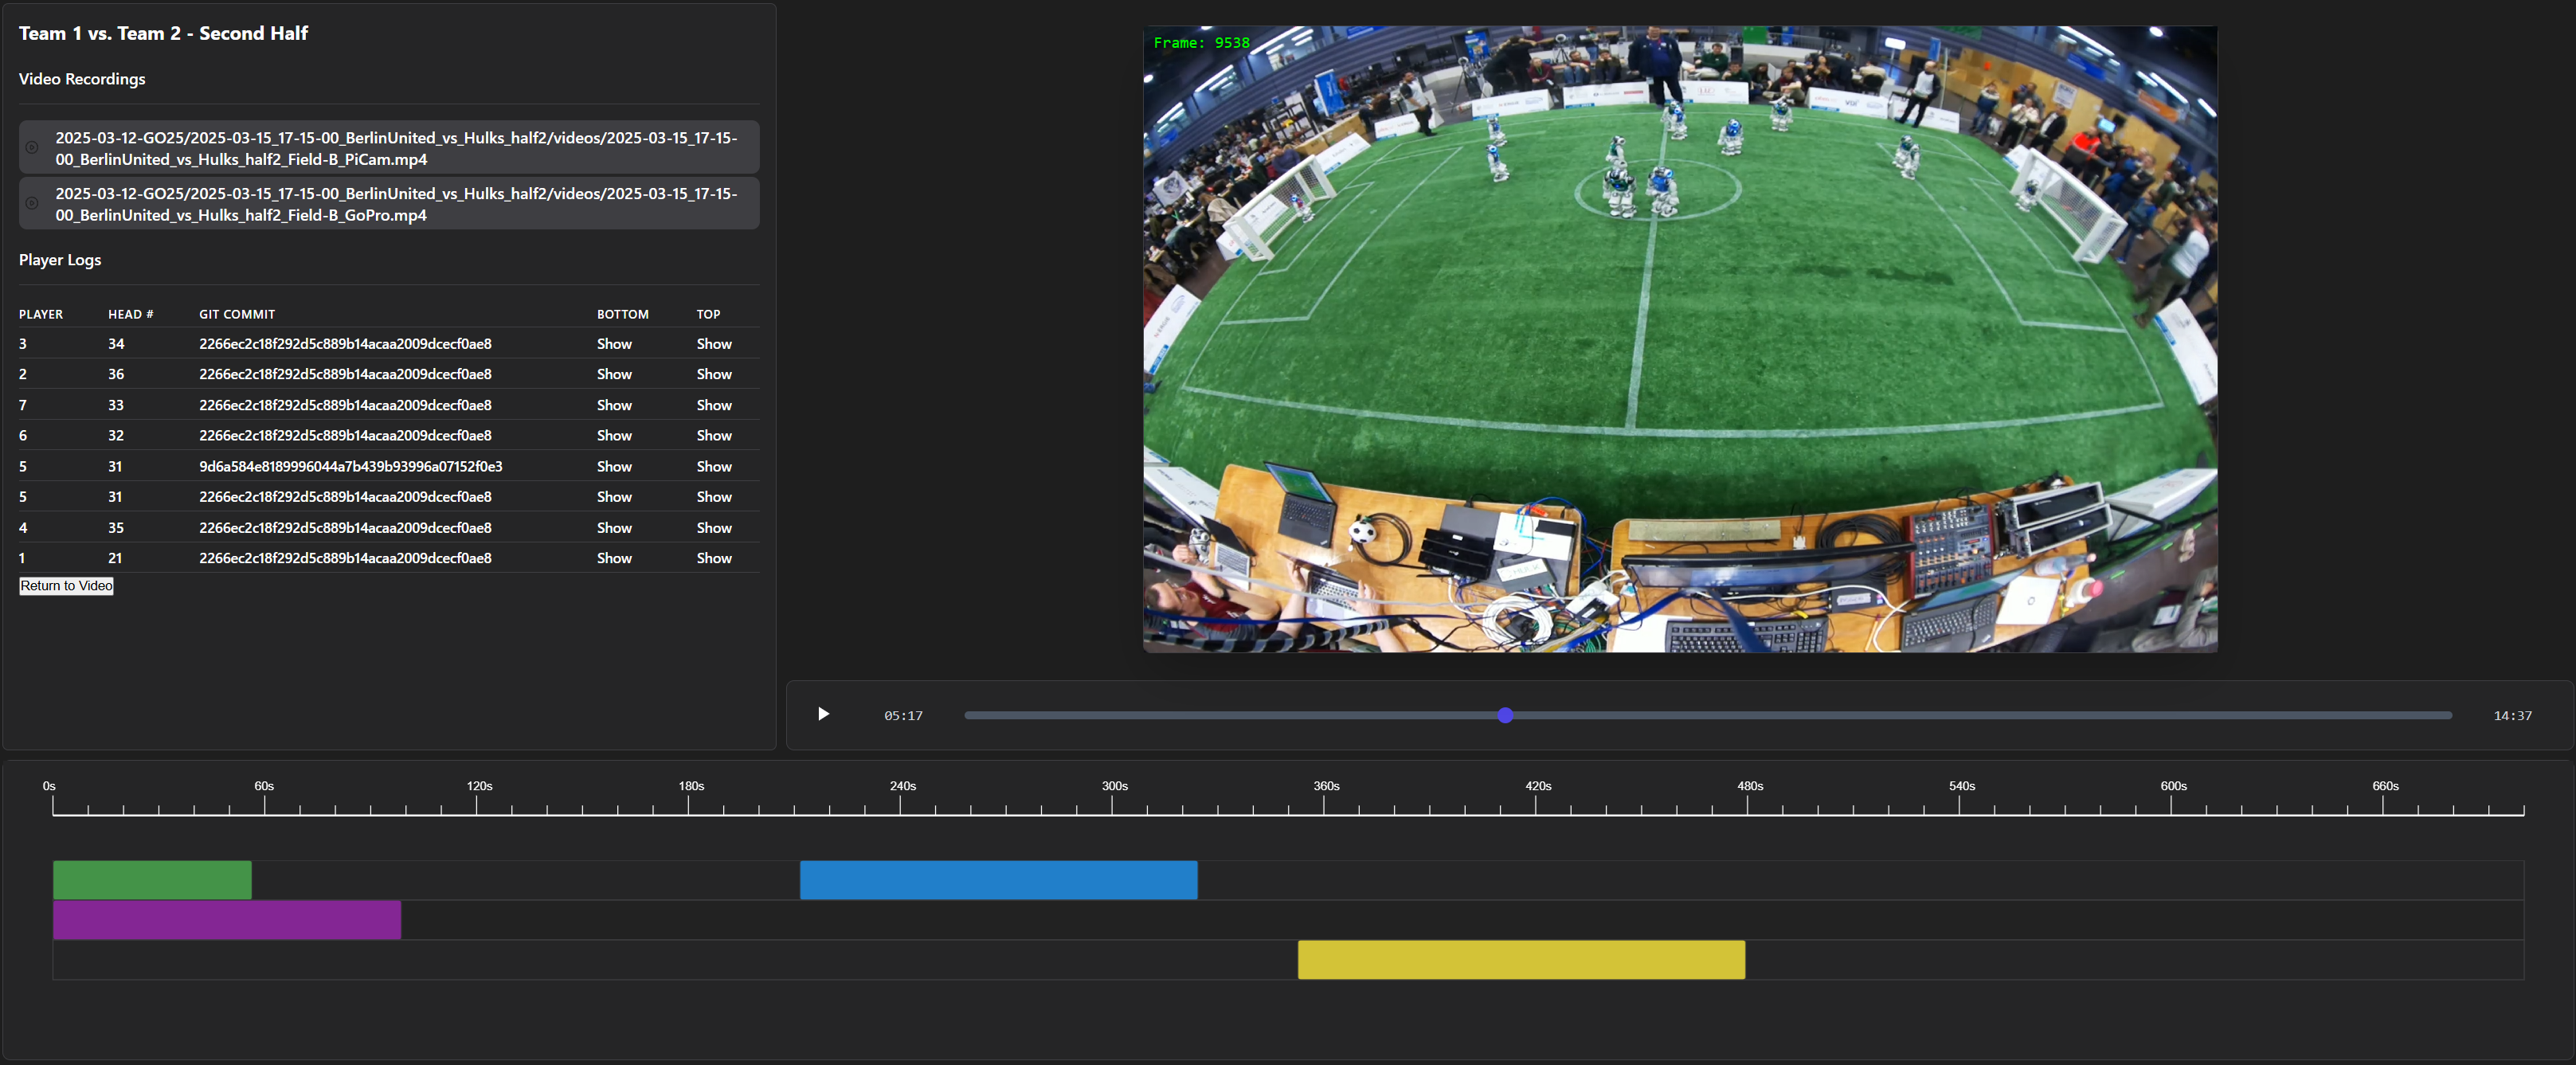 Team 1 vs. Team 2 - Second Half
Video Recordings
2025-03-12-GO25/2025-03-15_17-15-00_BerlinUnited_vs_Hulks_half2/videos/2025-03-15_17-15-
00_BerlinUnited_vs_Hulks_half2_Field-B_PiCam.mp4
2025-03-12-GO25/2025-03-15_17-15-00_BerlinUnited_vs_Hulks_half2/videos/2025-03-15_17-15-
00_BerlinUnited_vs_Hulks_half2_Field-B_GoPro.mp4
Player Logs
PLAYER HEAD # GIT COMMIT BOTTOM TOP
3 34 2266ec2c18f292d5c889b14acaa2009dcecf0ae8 Show Show
2 36 2266ec2c18f292d5c889b14acaa2009dcecf0ae8 Show Show
7 33 2266ec2c18f292d5c889b14acaa2009dcecf0ae8 Show Show
6 32 2266ec2c18f292d5c889b14acaa2009dcecf0ae8 Show Show
5 31 9d6a584e8189996044a7b439b93996a07152f0e3 Show Show
5 31 2266ec2c18f292d5c889b14acaa2009dcecf0ae8 Show Show
4 35 2266ec2c18f292d5c889b14acaa2009dcecf0ae8 Show Show
1 21 2266ec2c18f292d5c889b14acaa2009dcecf0ae8 Show Show
Return to Video
Frame: 9538
05:17 14:37
0s 60s 120s 180s 240s 300s 360s 420s 480s 540s 600s 660s